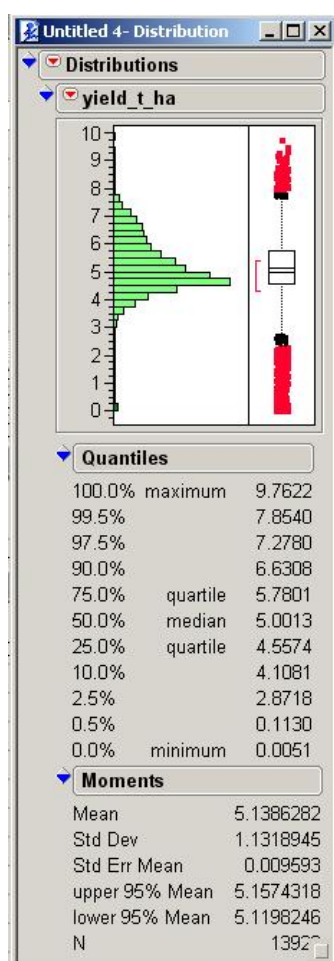 Untitled 4- Distribution
Distributions
yield_t_ha
10
9
8
7
6
5
4
3
2
1
0
Quantiles
100.0% maximum 9.7622
99.5% 7.8540
97.5% 7.2780
90.0% 6.6308
75.0% quartile 5.7801
50.0% median 5.0013
25.0% quartile 4.5574
10.0% 4.1081
2.5% 2.8718
0.5% 0.1130
0.0% minimum 0.0051
Moments
Mean 5.1386282
Std Dev 1.1318945
Std Err Mean 0.009593
upper 95% Mean 5.1574318
lower 95% Mean 5.1198246
N